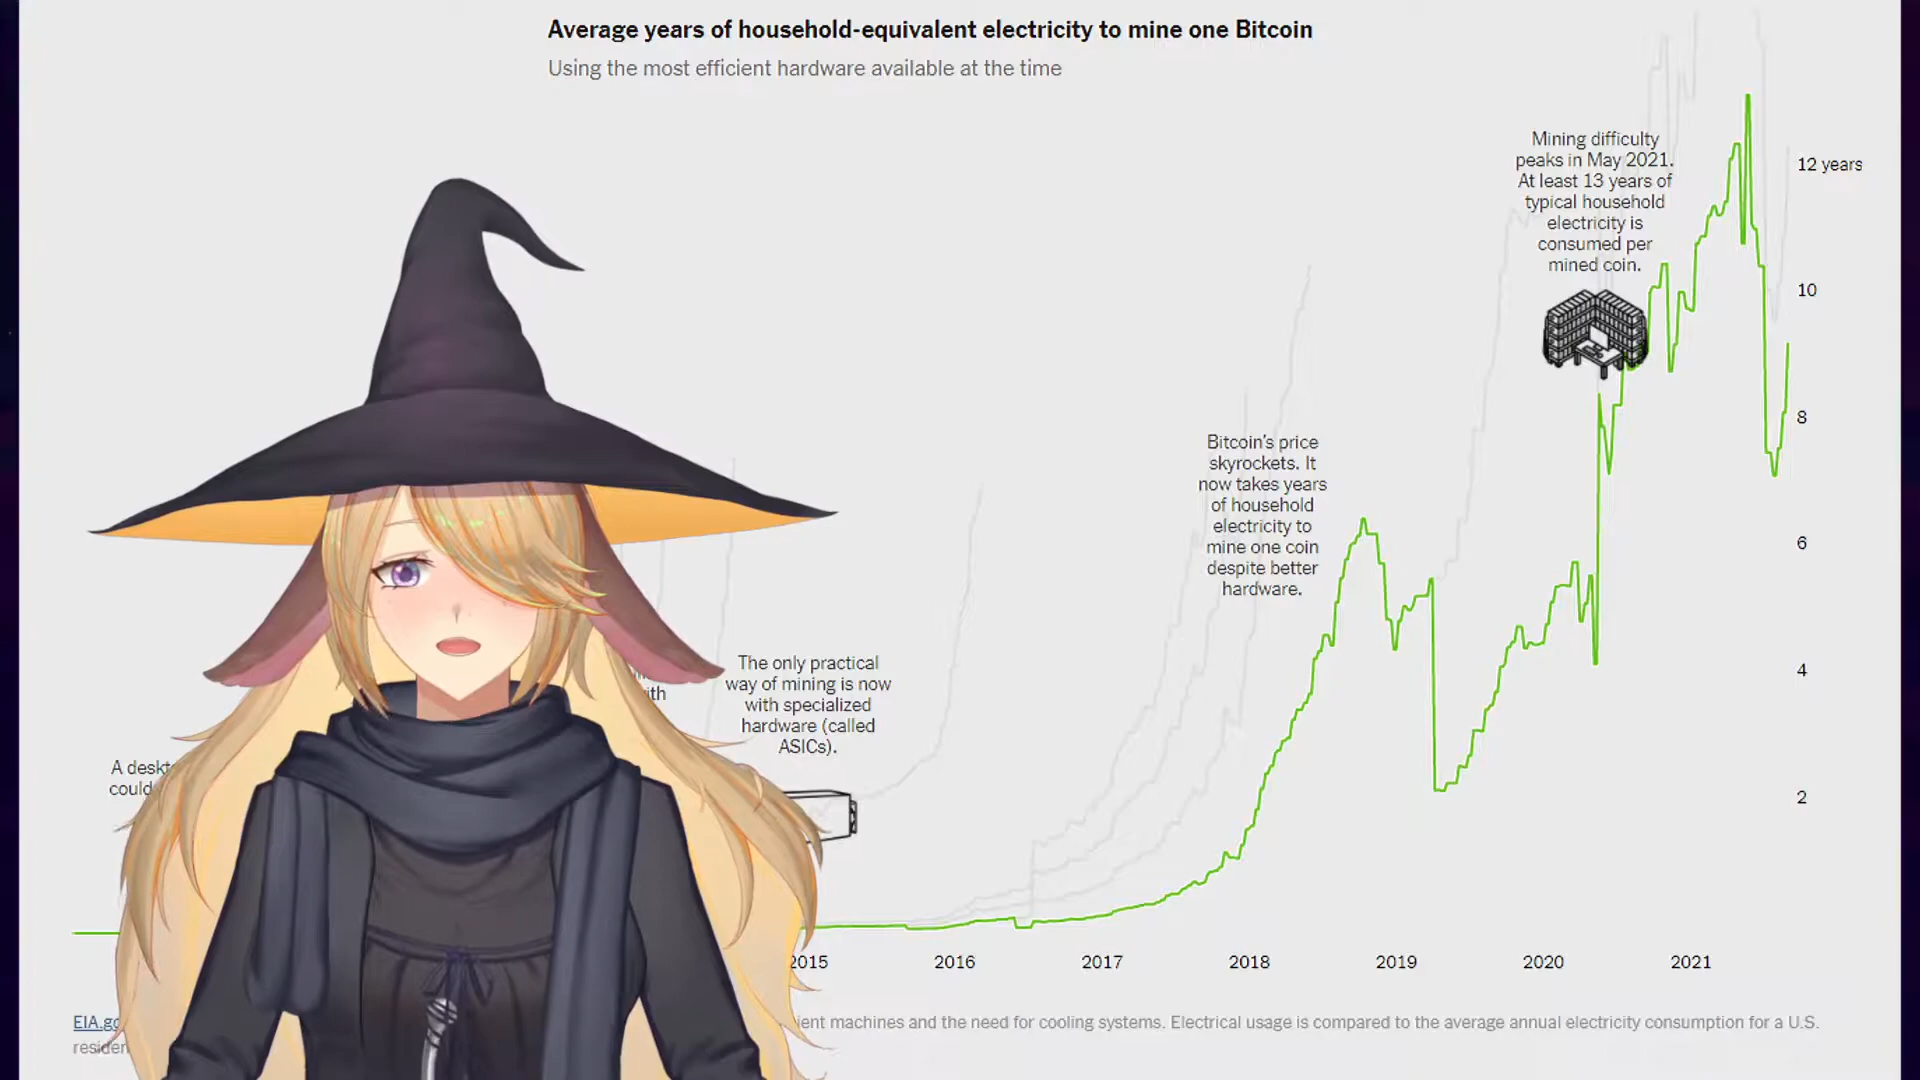 Average years of household-equivalent electricity to mine one Bitcoin
Using the most efficient hardware available at the time
Mining difficulty
peaks in May 2021.
At least 13 years of
typical household
electricity is
consumed per
mined coin.
12 years
10
8
6
4
2
Bitcoin's price
skyrockets. It
now takes years
of household
electricity to
mine one coin
despite better
hardware.
The only practical
way of mining is now
with specialized
hardware (called
ASICs).
A
could
2015
2016
2017
2018
2019
2020
2021
machines and the need for cooling systems. Electrical usage is compared to the average annual electricity consumption for a U.S.